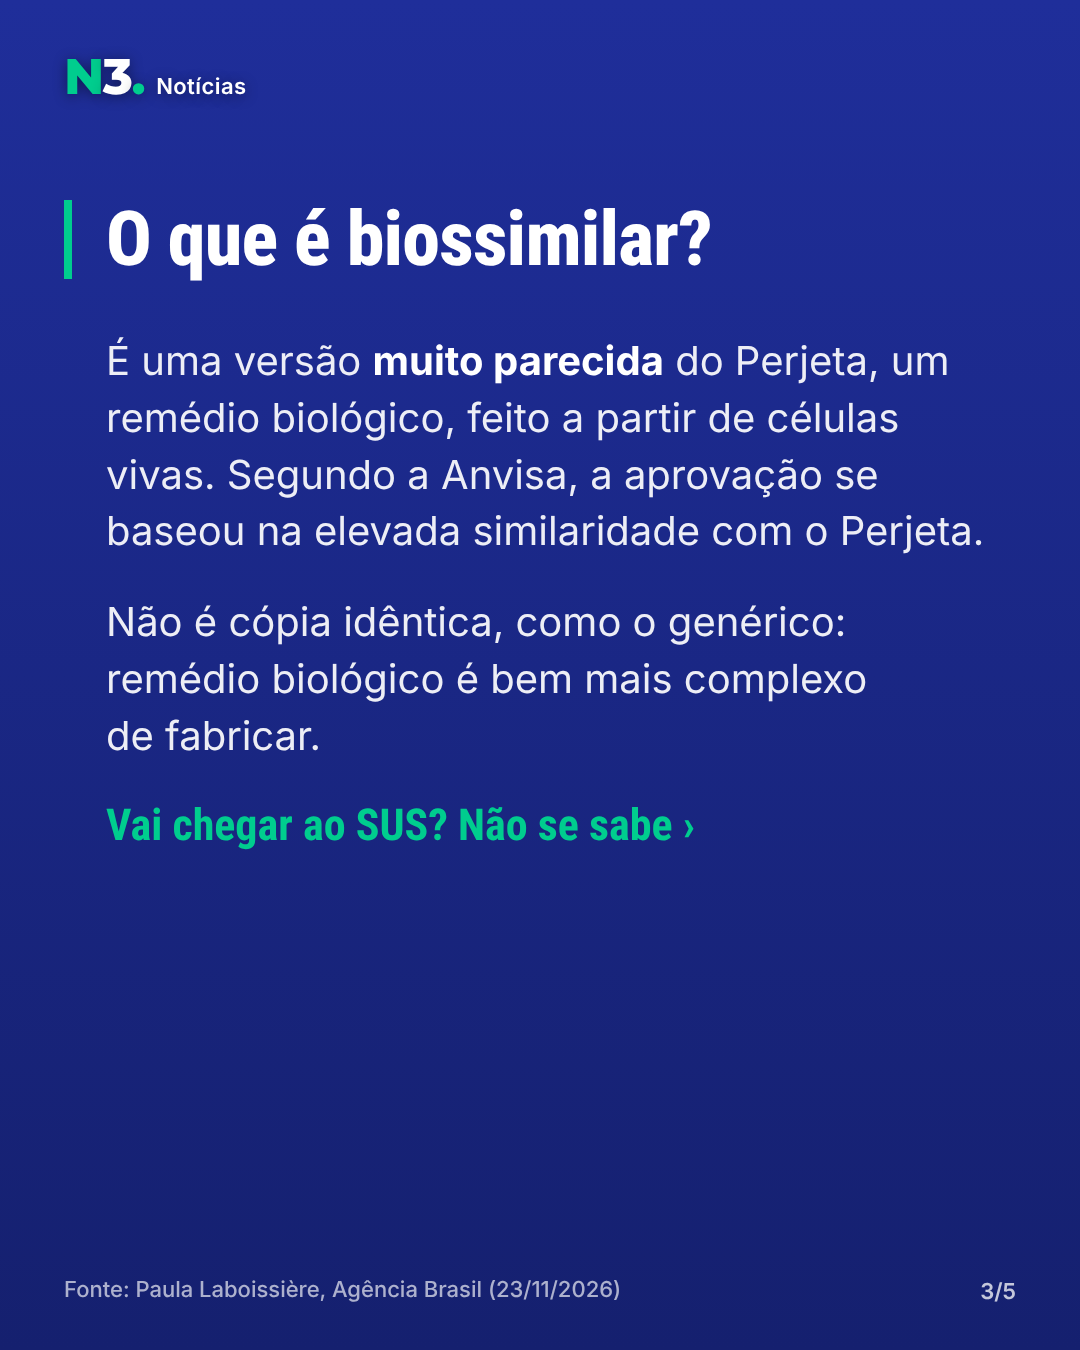 N3. Notícias
O que é biossimilar?
É uma versão muito parecida do Perjeta, um
remédio biológico, feito a partir de células
vivas. Segundo a Anvisa, a aprovação se
baseou na elevada similaridade com o Perjeta.
Não é cópia idêntica, como o genérico:
remédio biológico é bem mais complexo
de fabricar.
Vai chegar ao SUS? Não se sabe ›
Fonte: Paula Laboissière, Agência Brasil (23/11/2026)
3/5